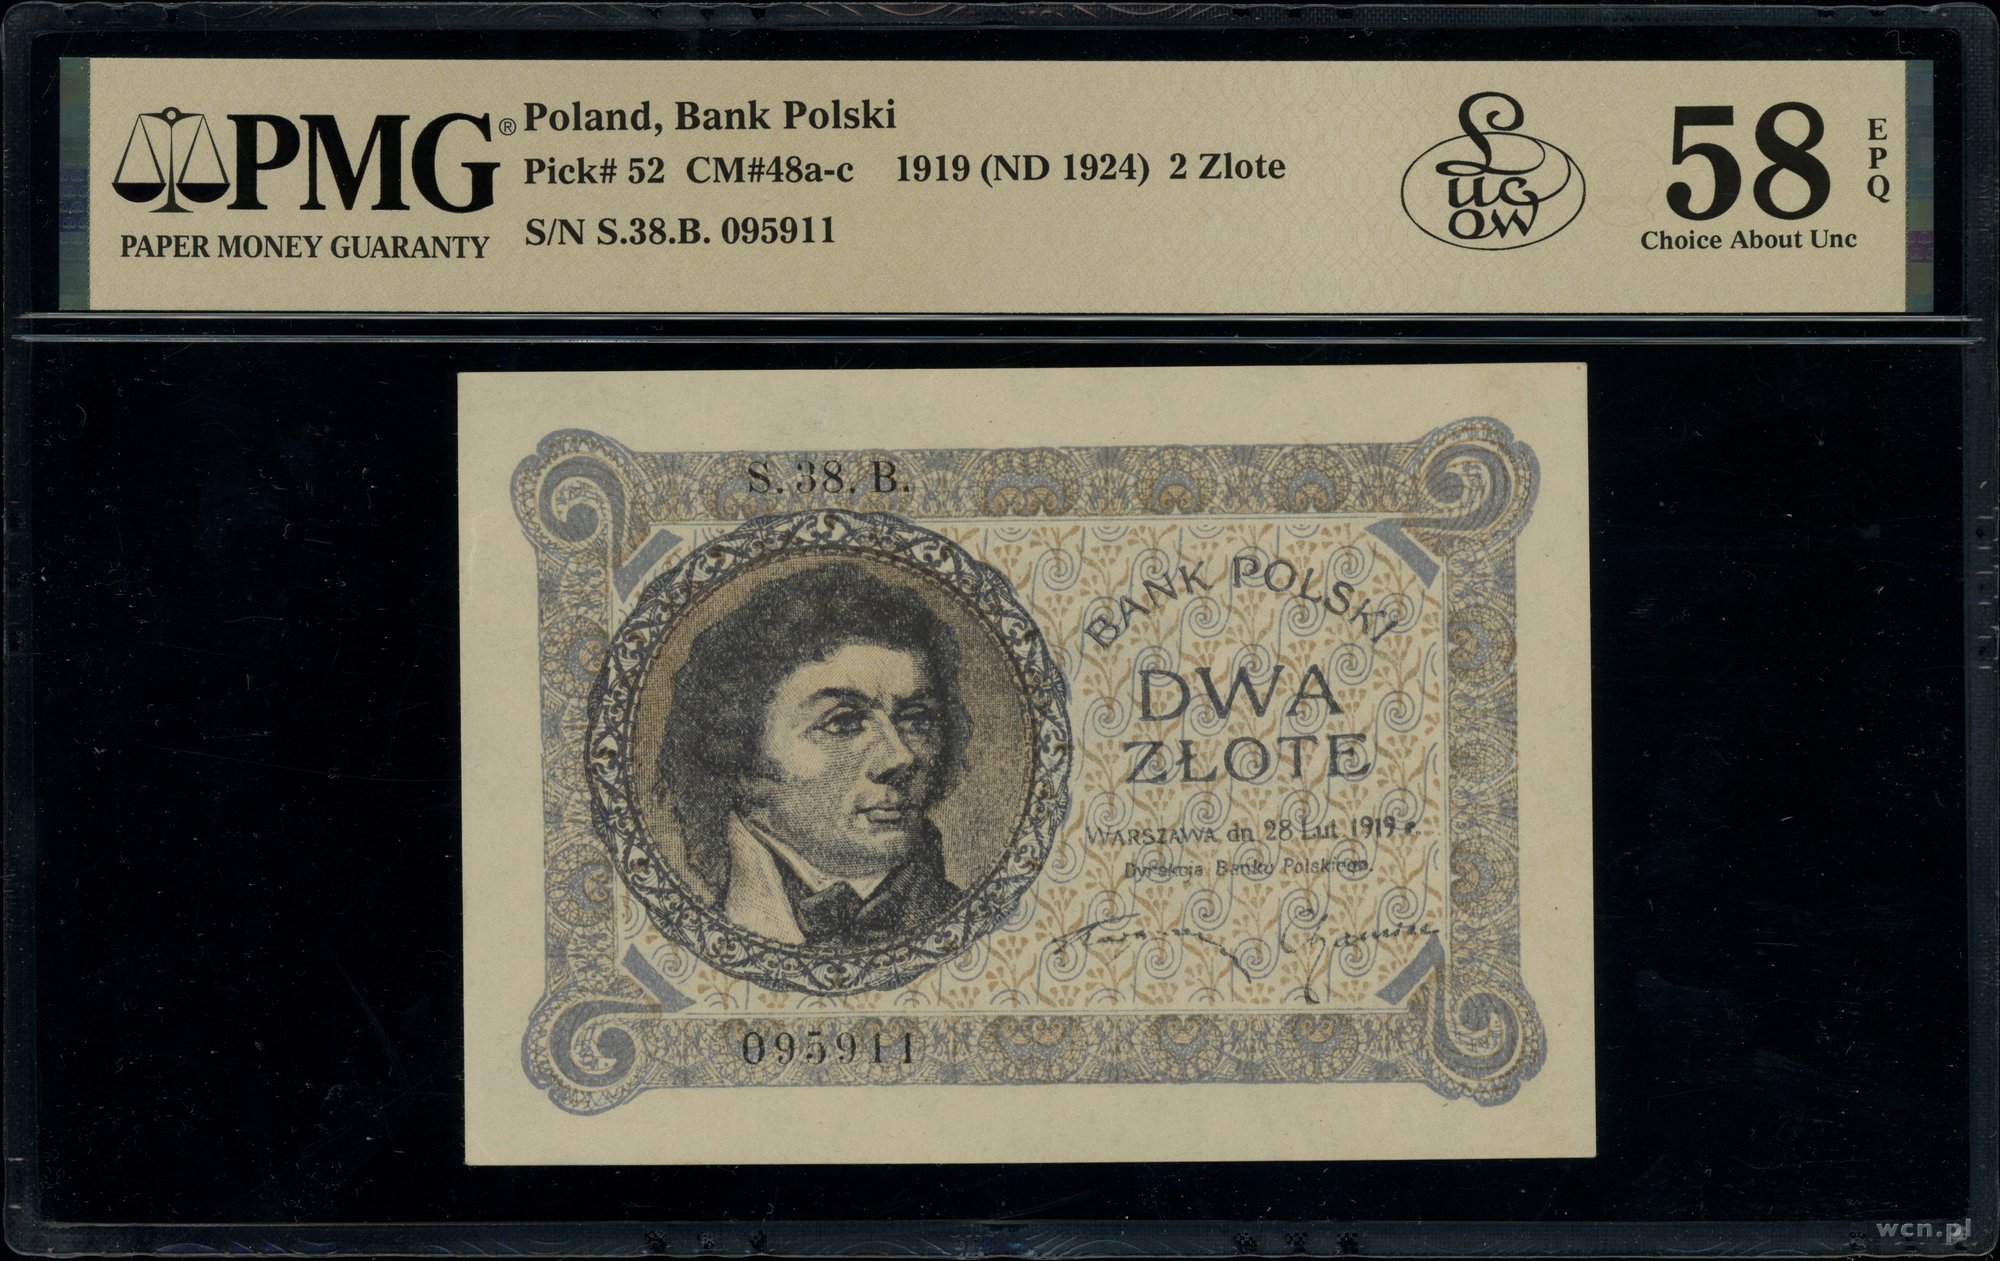 PMG®
PAPER MONEY GUARANTY
Poland, Bank Polski
Pick# 52 CM#48a-c 1919 (ND 1924) 2 Zlote
S/N S.38.B. 095911
Lucow
58
EPQ
Choice About Unc
S. 38. B.
BANK POLSKI
DWA
ZŁOTE
WARSZAWA dn. 28 Lut. 1919 r.
Dyrekcja Banku Polskiego.
095911
wcn.pl